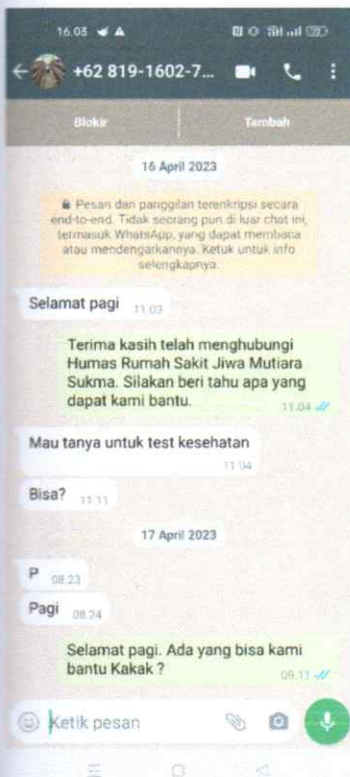 16.03
+62 819-1602-7...
Blokir
Tambah
16 April 2023
Pesan dan panggilan terenkripsi secara
end-to-end. Tidak seorang pun di luar chat ini,
termasuk WhatsApp, yang dapat membaca
atau mendengarkannya. Ketuk untuk info
selengkapnya.
Selamat pagi 11.03
Terima kasih telah menghubungi
Humas Rumah Sakit Jiwa Mutiara
Sukma. Silakan beri tahu apa yang
dapat kami bantu. 11.04
Mau tanya untuk test kesehatan
11.04
Bisa? 11.11
17 April 2023
P 08.23
Pagi 08.24
Selamat pagi. Ada yang bisa kami
bantu Kakak ? 09.11
Ketik pesan